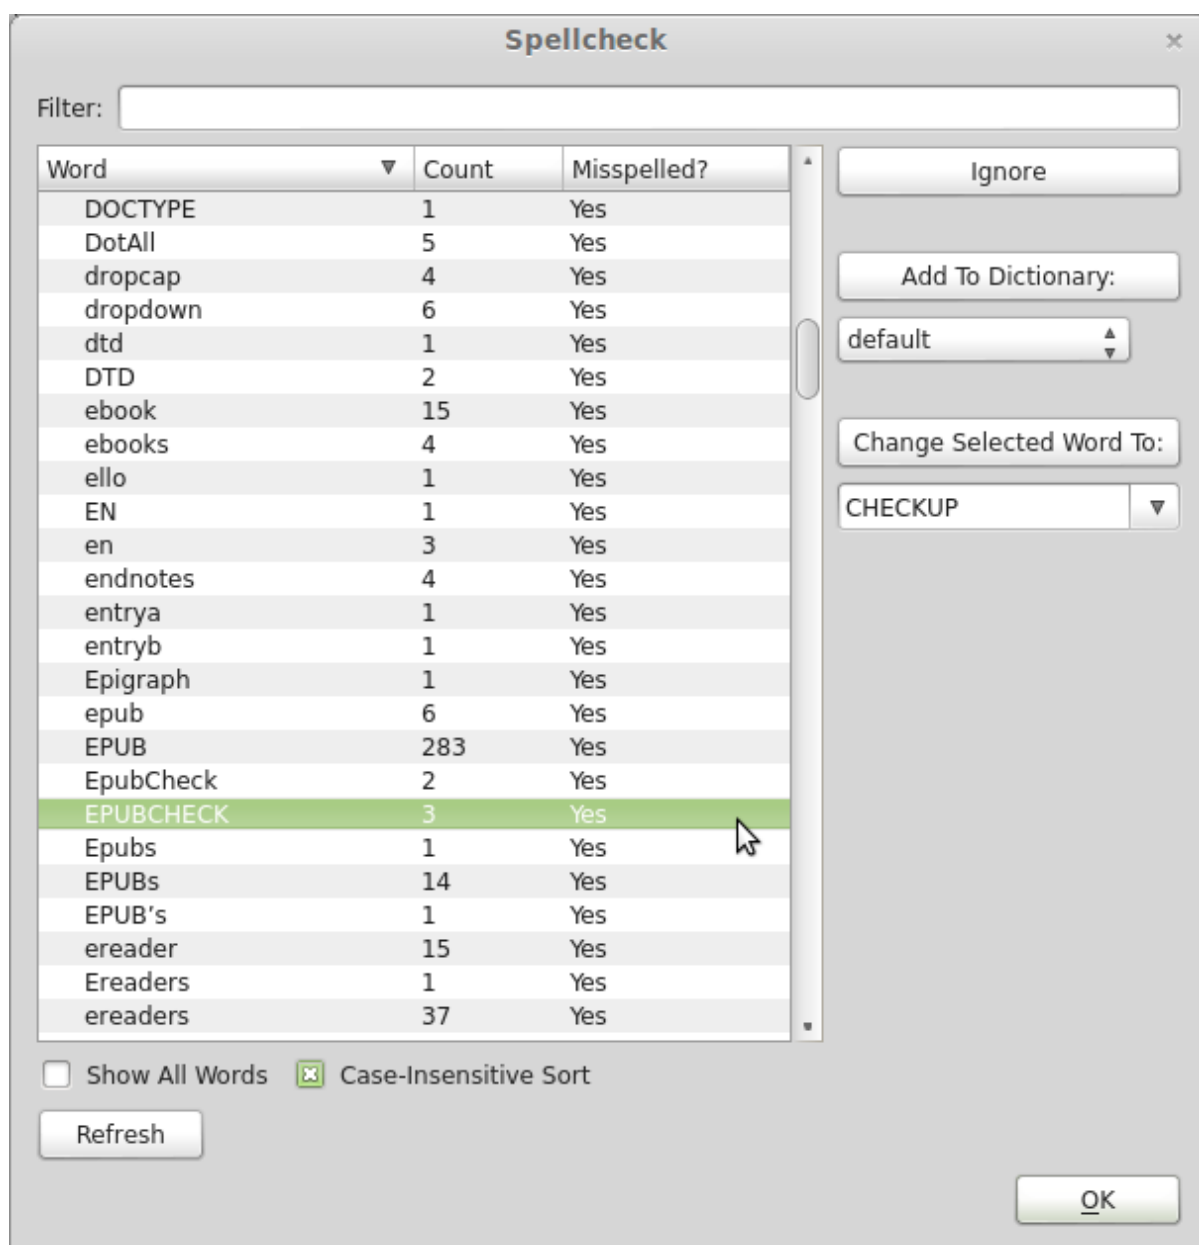 Spellcheck
Filter:
Word Count Misspelled?
DOCTYPE 1 Yes
DotAll 5 Yes
dropcap 4 Yes
dropdown 6 Yes
dtd 1 Yes
DTD 2 Yes
ebook 15 Yes
ebooks 4 Yes
ello 1 Yes
EN 1 Yes
en 3 Yes
endnotes 4 Yes
entrya 1 Yes
entryb 1 Yes
Epigraph 1 Yes
epub 6 Yes
EPUB 283 Yes
EpubCheck 2 Yes
EPUBCHECK 3 Yes
Epubs 1 Yes
EPUBs 14 Yes
EPUB’s 1 Yes
ereader 15 Yes
Ereaders 1 Yes
ereaders 37 Yes
Ignore
Add To Dictionary:
default
Change Selected Word To:
CHECKUP
Show All Words Case-Insensitive Sort
Refresh
OK